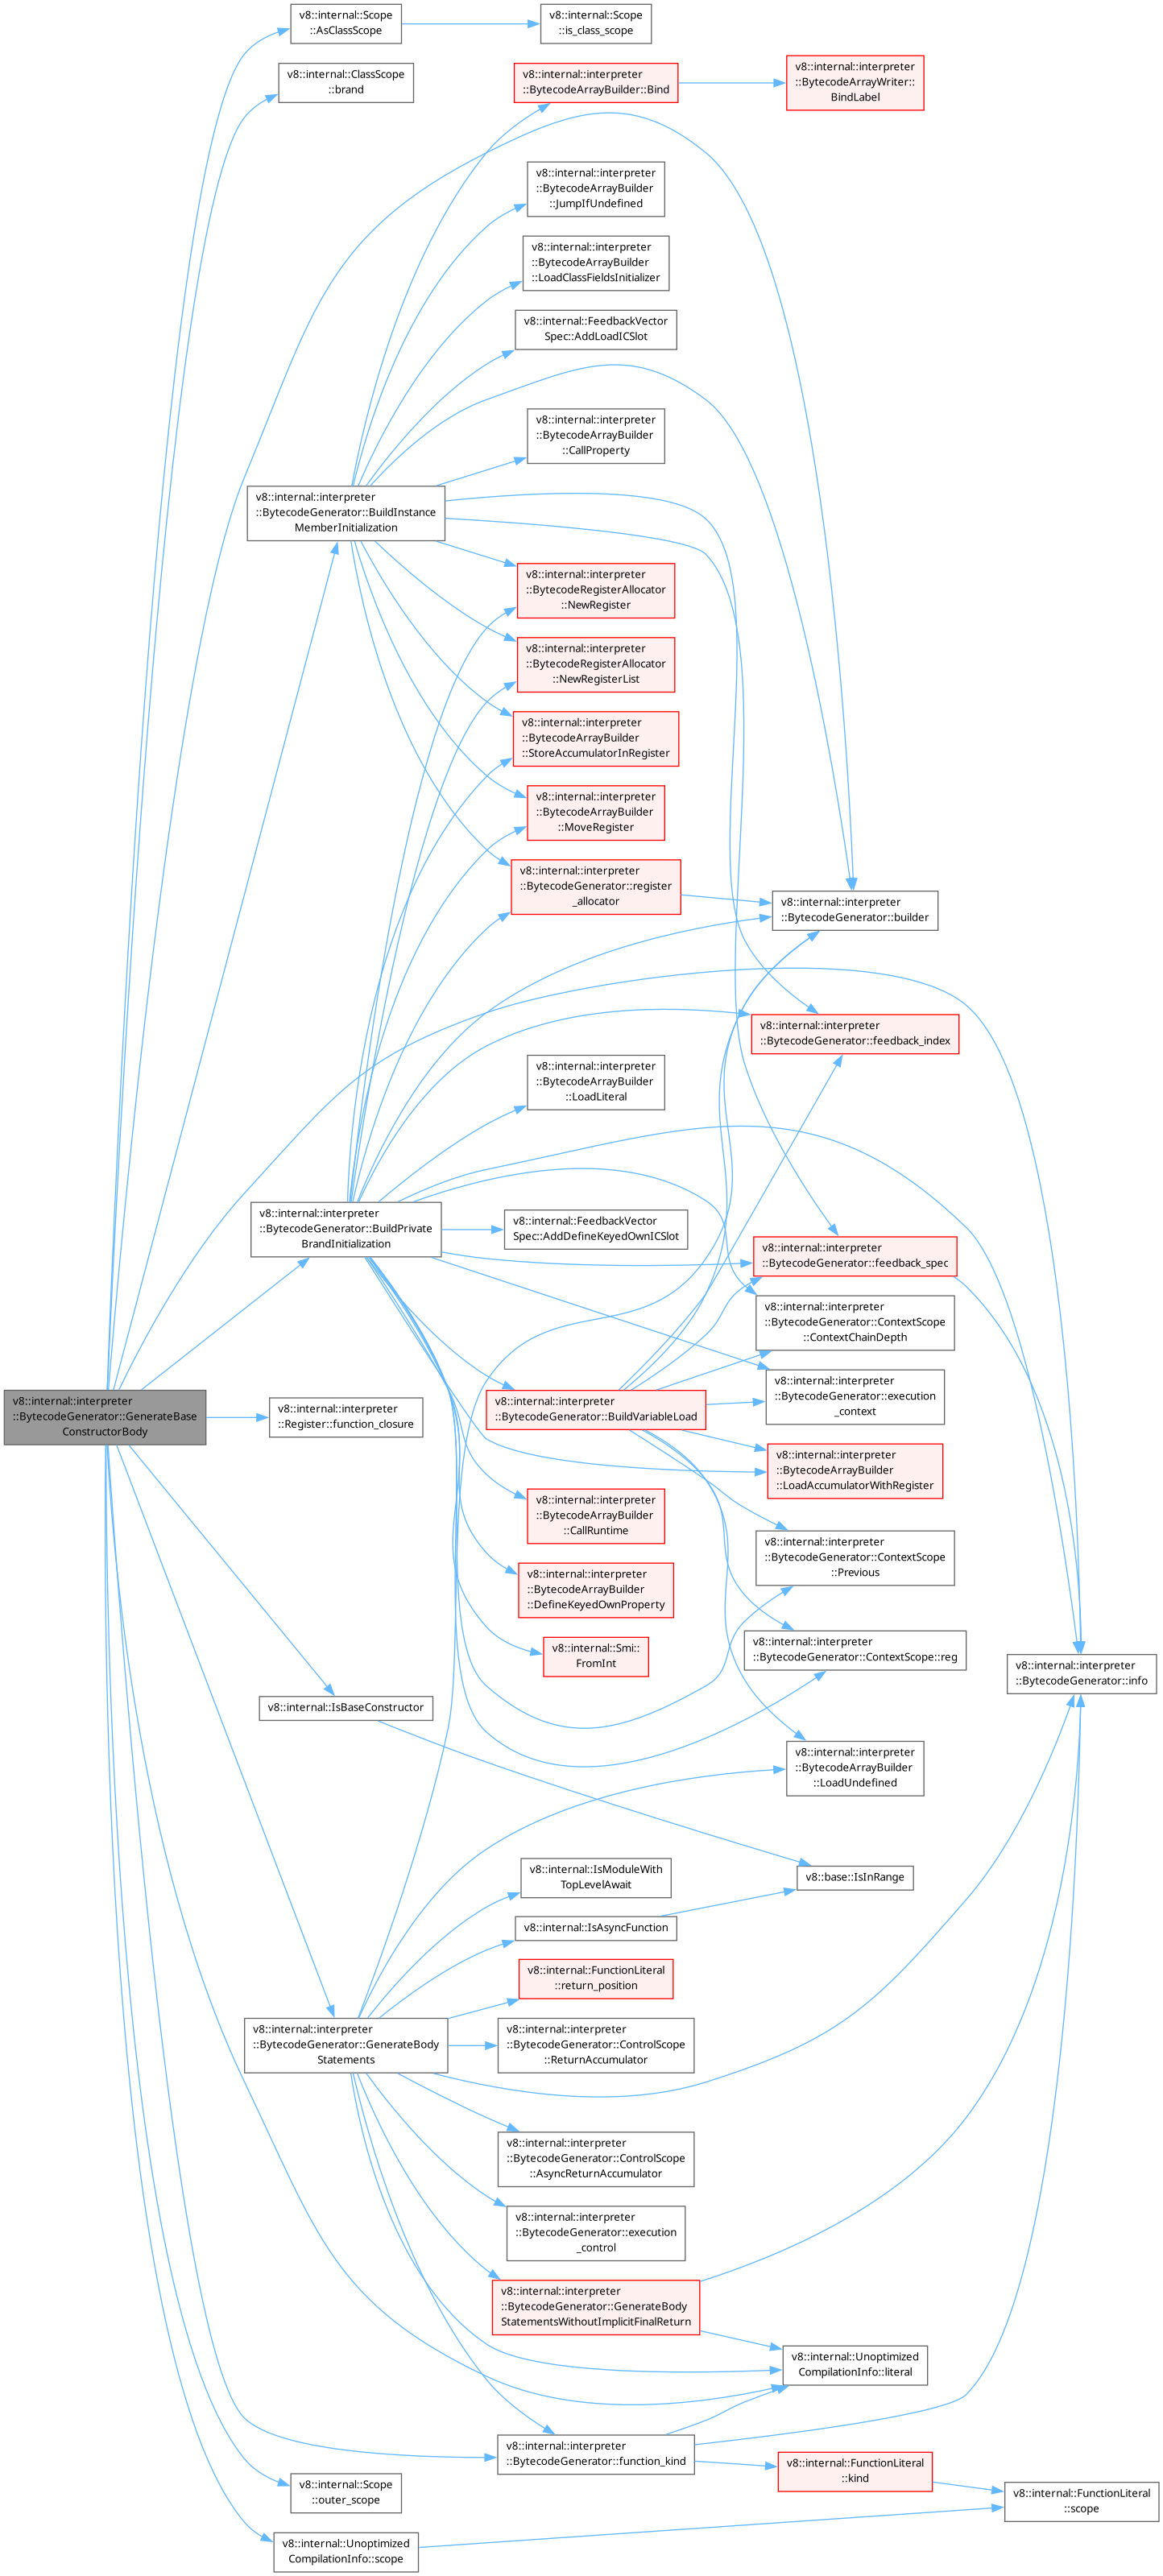 v8::internal::Scope
::AsClassScope
v8::internal::Scope
::is_class_scope
v8::internal::ClassScope
::brand
v8::internal::interpreter
::BytecodeArrayBuilder::Bind
v8::internal::interpreter
::BytecodeArrayWriter::
BindLabel
v8::internal::interpreter
::BytecodeArrayBuilder
::JumpIfUndefined
v8::internal::interpreter
::BytecodeArrayBuilder
::LoadClassFieldsInitializer
v8::internal::FeedbackVector
Spec::AddLoadICSlot
v8::internal::interpreter
::BytecodeArrayBuilder
::CallProperty
v8::internal::interpreter
::BytecodeGenerator::BuildInstance
MemberInitialization
v8::internal::interpreter
::BytecodeRegisterAllocator
::NewRegister
v8::internal::interpreter
::BytecodeRegisterAllocator
::NewRegisterList
v8::internal::interpreter
::BytecodeArrayBuilder
::StoreAccumulatorInRegister
v8::internal::interpreter
::BytecodeArrayBuilder
::MoveRegister
v8::internal::interpreter
::BytecodeGenerator::register
_allocator
v8::internal::interpreter
::BytecodeGenerator::builder
v8::internal::interpreter
::BytecodeGenerator::feedback_index
v8::internal::interpreter
::BytecodeArrayBuilder
::LoadLiteral
v8::internal::interpreter
::BytecodeGenerator::BuildPrivate
BrandInitialization
v8::internal::FeedbackVector
Spec::AddDefineKeyedOwnICSlot
v8::internal::interpreter
::BytecodeGenerator::feedback_spec
v8::internal::interpreter
::BytecodeGenerator::ContextScope
::ContextChainDepth
v8::internal::interpreter
::BytecodeGenerator::execution
_context
v8::internal::interpreter
::BytecodeGenerator::GenerateBase
ConstructorBody
v8::internal::interpreter
::Register::function_closure
v8::internal::interpreter
::BytecodeGenerator::BuildVariableLoad
v8::internal::interpreter
::BytecodeArrayBuilder
::LoadAccumulatorWithRegister
v8::internal::interpreter
::BytecodeArrayBuilder
::CallRuntime
v8::internal::interpreter
::BytecodeGenerator::ContextScope
::Previous
v8::internal::interpreter
::BytecodeArrayBuilder
::DefineKeyedOwnProperty
v8::internal::Smi::
FromInt
v8::internal::interpreter
::BytecodeGenerator::ContextScope::reg
v8::internal::interpreter
::BytecodeGenerator::info
v8::internal::IsBaseConstructor
v8::internal::interpreter
::BytecodeArrayBuilder
::LoadUndefined
v8::internal::IsModuleWith
TopLevelAwait
v8::base::IsInRange
v8::internal::IsAsyncFunction
v8::internal::FunctionLiteral
::return_position
v8::internal::interpreter
::BytecodeGenerator::GenerateBody
Statements
v8::internal::interpreter
::BytecodeGenerator::ControlScope
::ReturnAccumulator
v8::internal::interpreter
::BytecodeGenerator::ControlScope
::AsyncReturnAccumulator
v8::internal::interpreter
::BytecodeGenerator::execution
_control
v8::internal::interpreter
::BytecodeGenerator::GenerateBody
StatementsWithoutImplicitFinalReturn
v8::internal::Unoptimized
CompilationInfo::literal
v8::internal::interpreter
::BytecodeGenerator::function_kind
v8::internal::FunctionLiteral
::kind
v8::internal::Scope
::outer_scope
v8::internal::FunctionLiteral
::scope
v8::internal::Unoptimized
CompilationInfo::scope